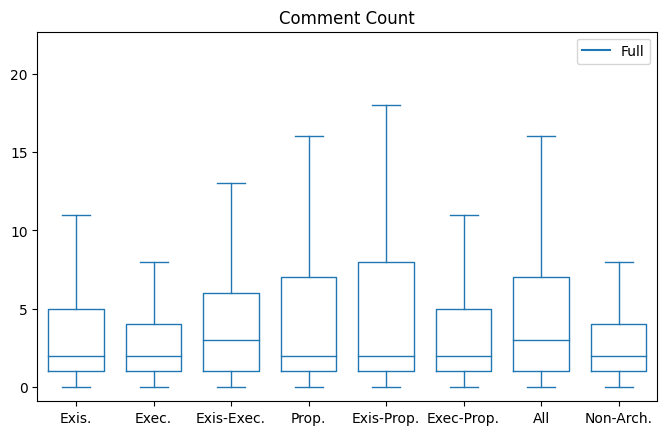 Comment Count
Full
20
15
10
5
0
Exis.
Exec.
Exis-Exec.
Prop.
Exis-Prop.
Exec-Prop.
All
Non-Arch.